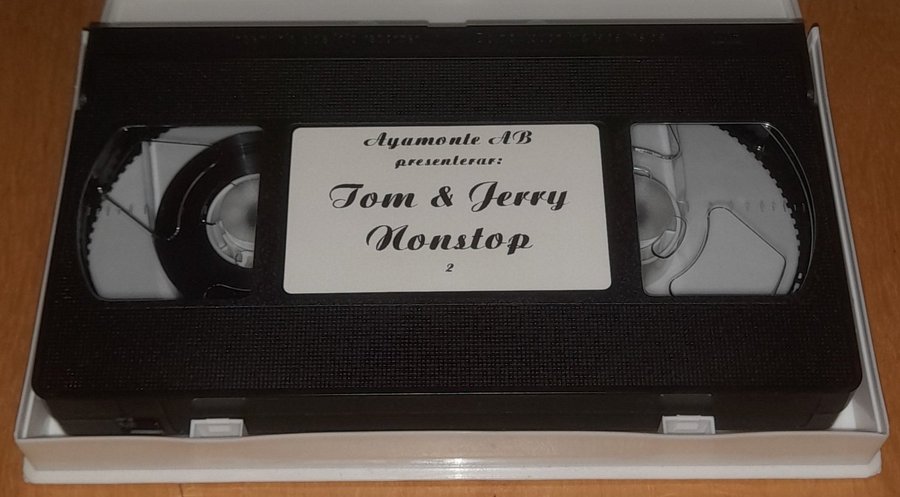 Ayamonte AB
presenterar:
Tom & Jerry
Nonstop
2